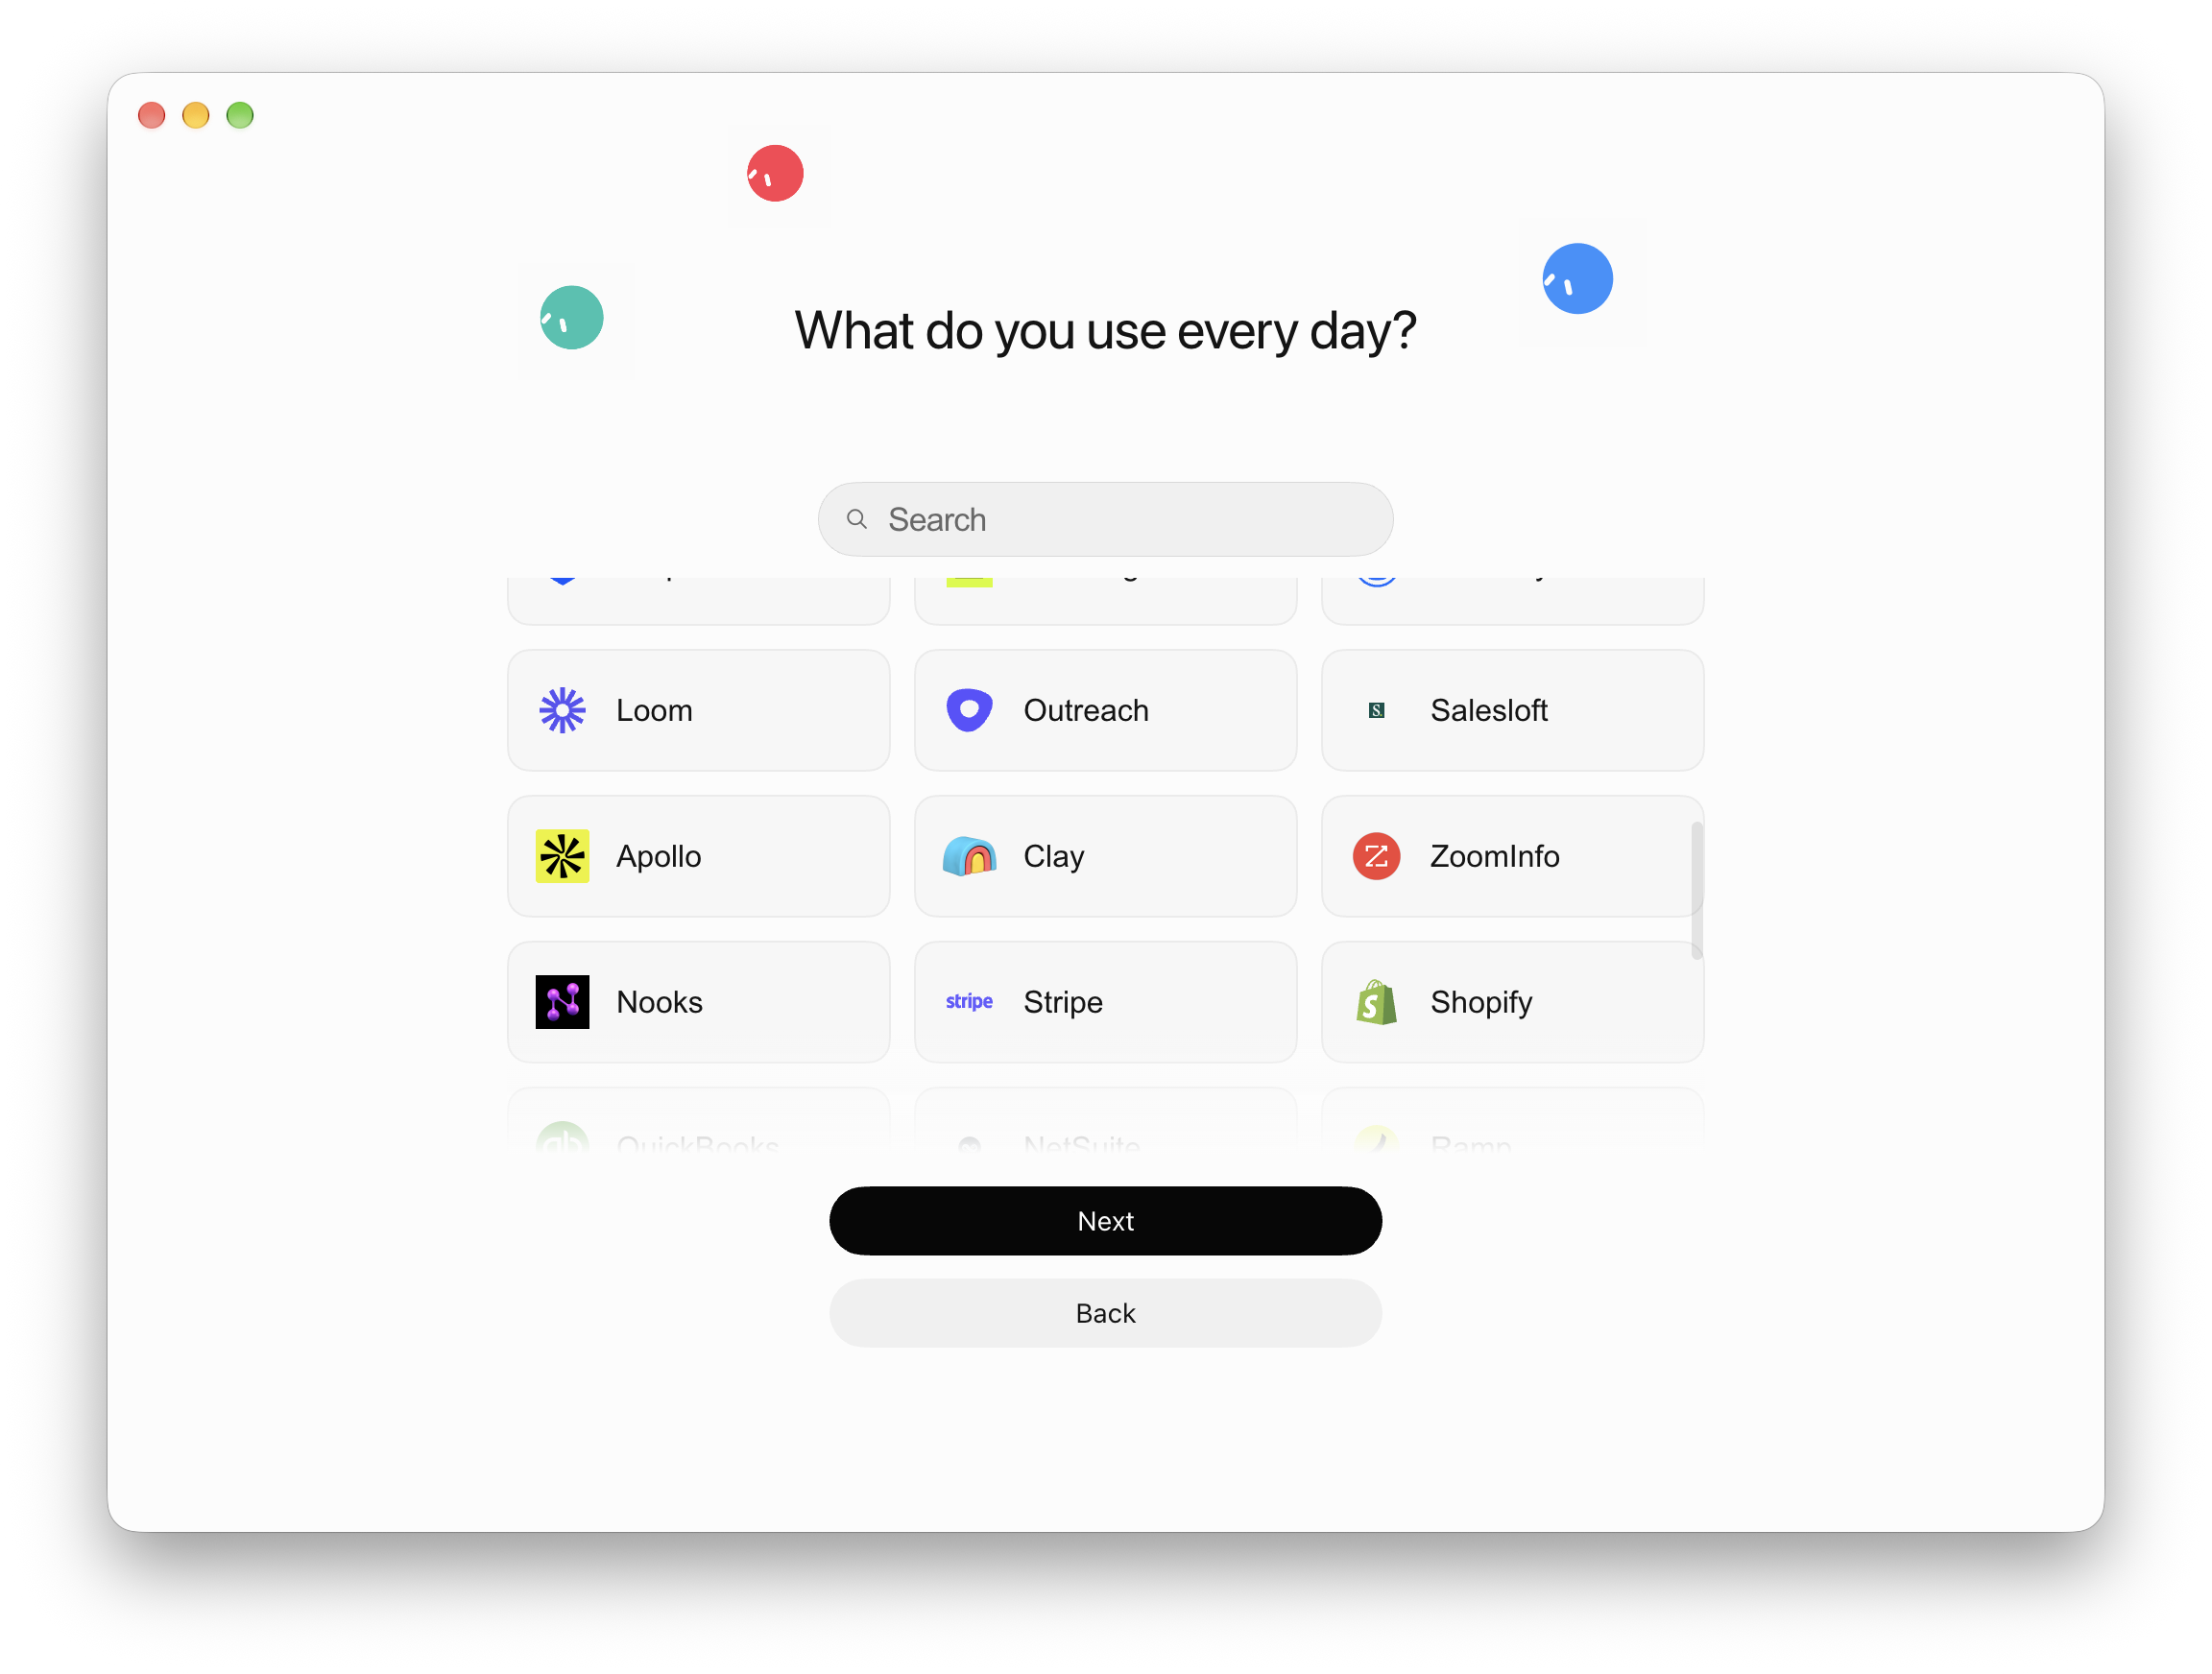 What do you use every day?
Search
Loom
Outreach
S.
Salesloft
Apollo
Clay
ZoomInfo
Nooks
stripe
Stripe
Shopify
QuickBooks
NetSuite
Ramp
Next
Back